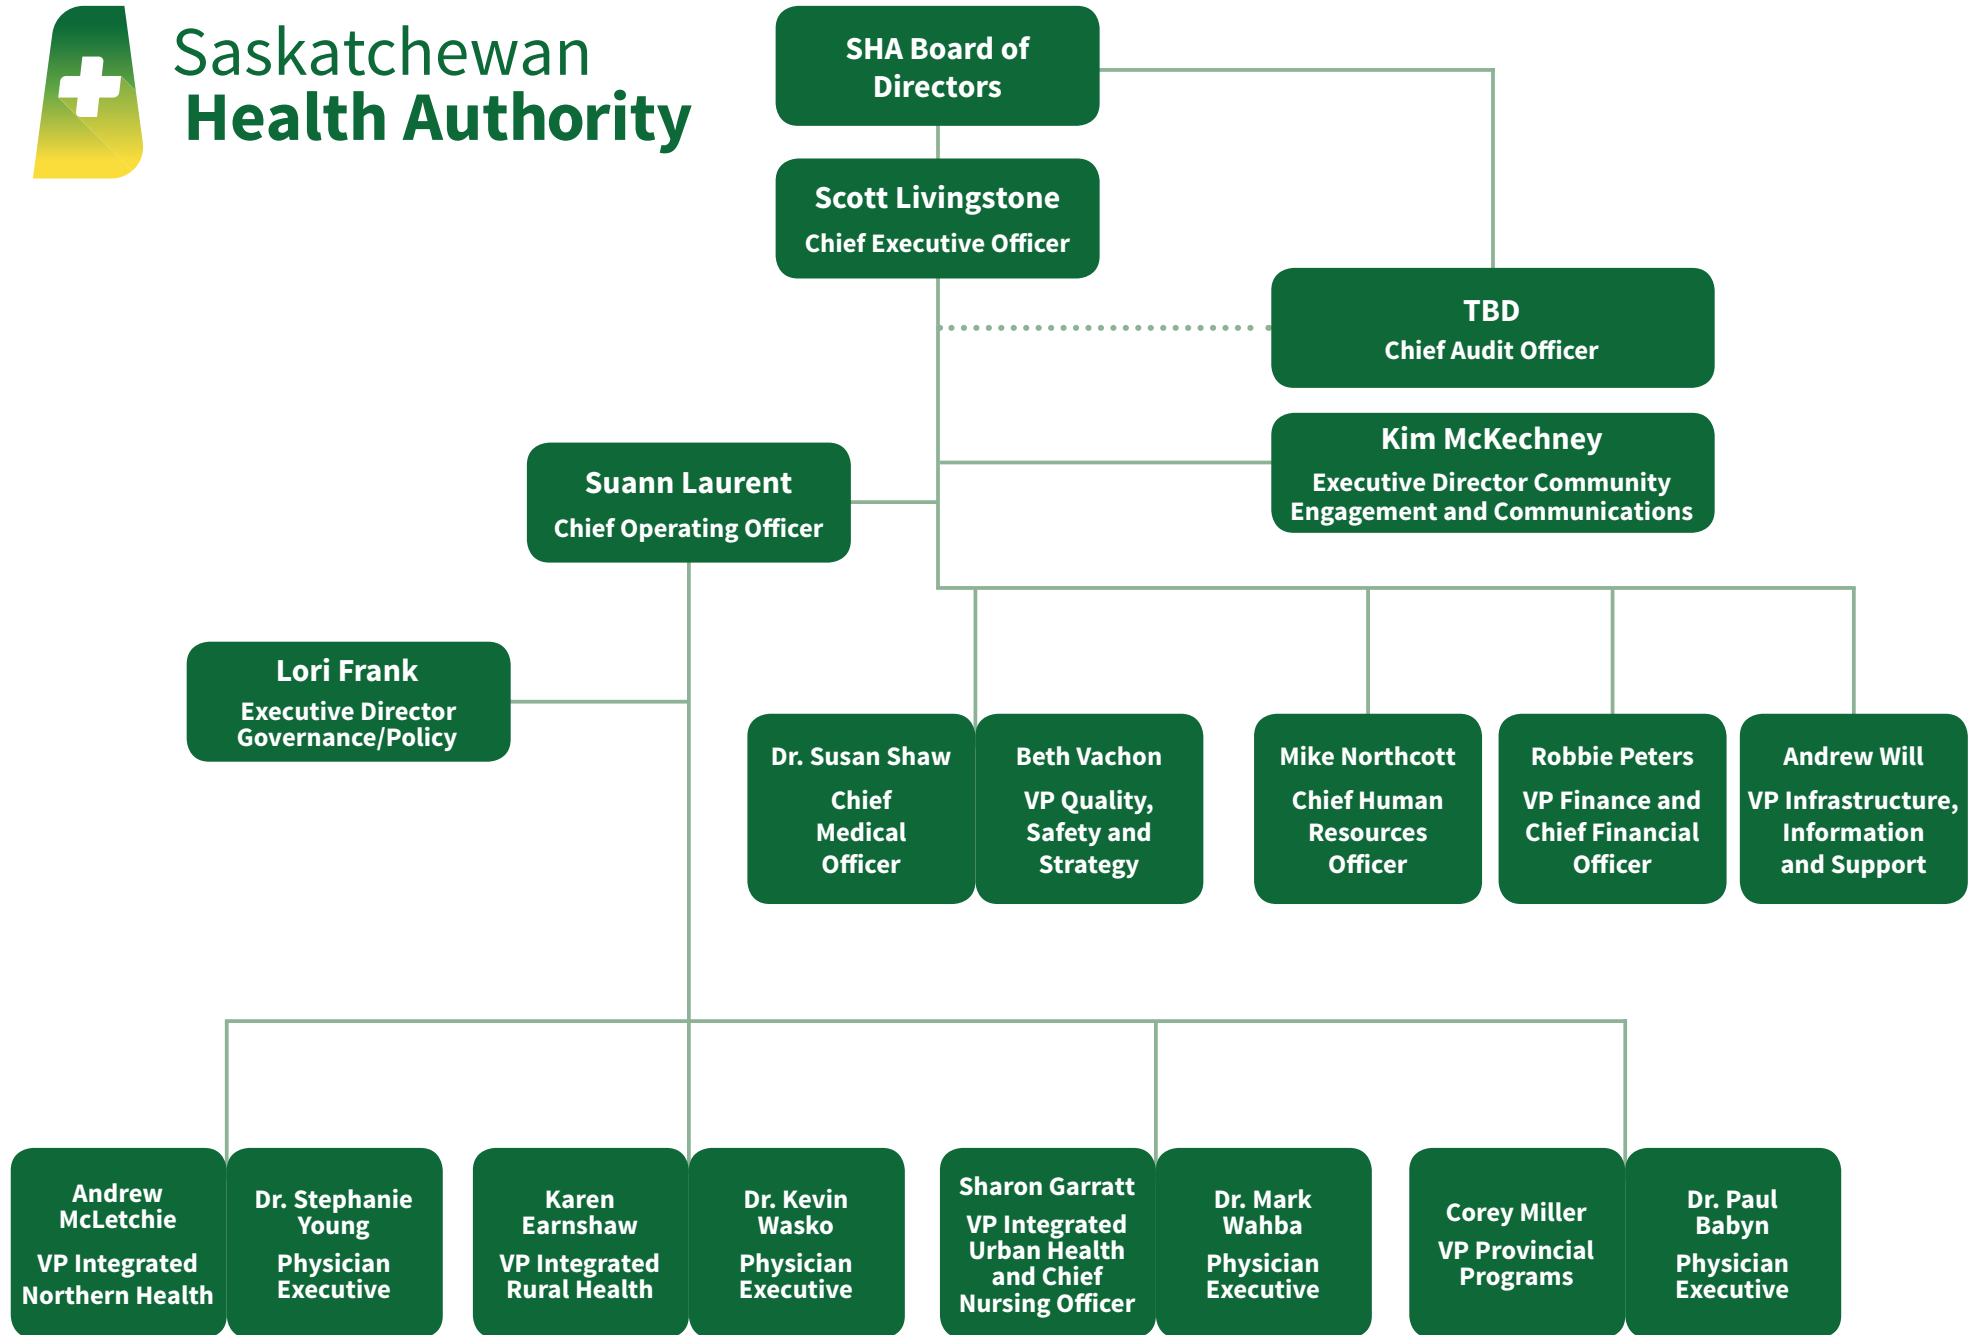 Saskatchewan
Health Authority
SHA Board of
Directors
Scott Livingstone
Chief Executive Officer
TBD
Chief Audit Officer
Kim McKechney
Executive Director Community
Engagement and Communications
Suann Laurent
Chief Operating Officer
Lori Frank
Executive Director
Governance/Policy
Dr. Susan Shaw
Chief
Medical
Officer
Beth Vachon
VP Quality,
Safety and
Strategy
Mike Northcott
Chief Human
Resources
Officer
Robbie Peters
VP Finance and
Chief Financial
Officer
Andrew Will
VP Infrastructure,
Information
and Support
Andrew
McLetchie
VP Integrated
Northern Health
Dr. Stephanie
Young
Physician
Executive
Karen
Earnshaw
VP Integrated
Rural Health
Dr. Kevin
Wasko
Physician
Executive
Sharon Garratt
VP Integrated
Urban Health
and Chief
Nursing Officer
Dr. Mark
Wahba
Physician
Executive
Corey Miller
VP Provincial
Programs
Dr. Paul
Babyn
Physician
Executive